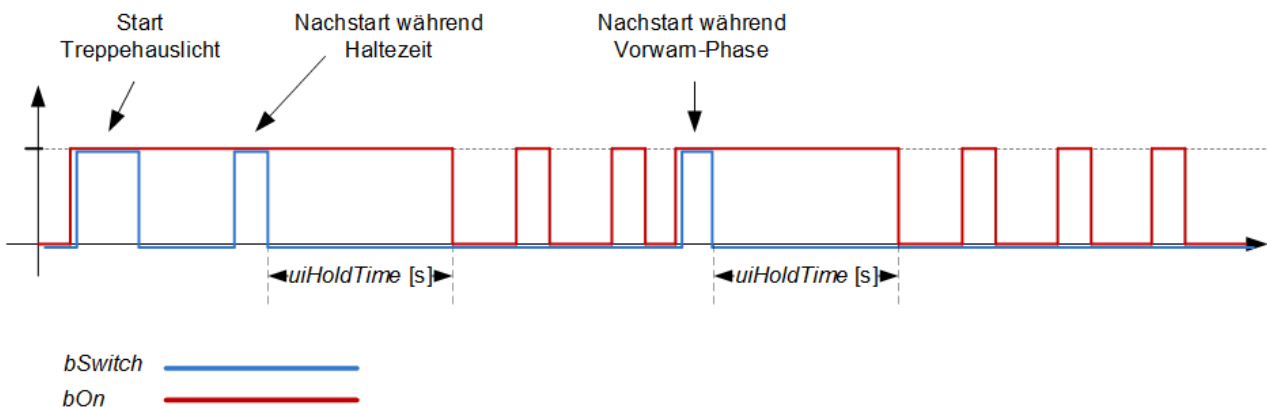 Start
Treppehauslicht
Nachstart während
Haltezeit
Nachstart während
Vorwarn-Phase
uiHoldTime [s]
uiHoldTime [s]
bSwitch
bOn